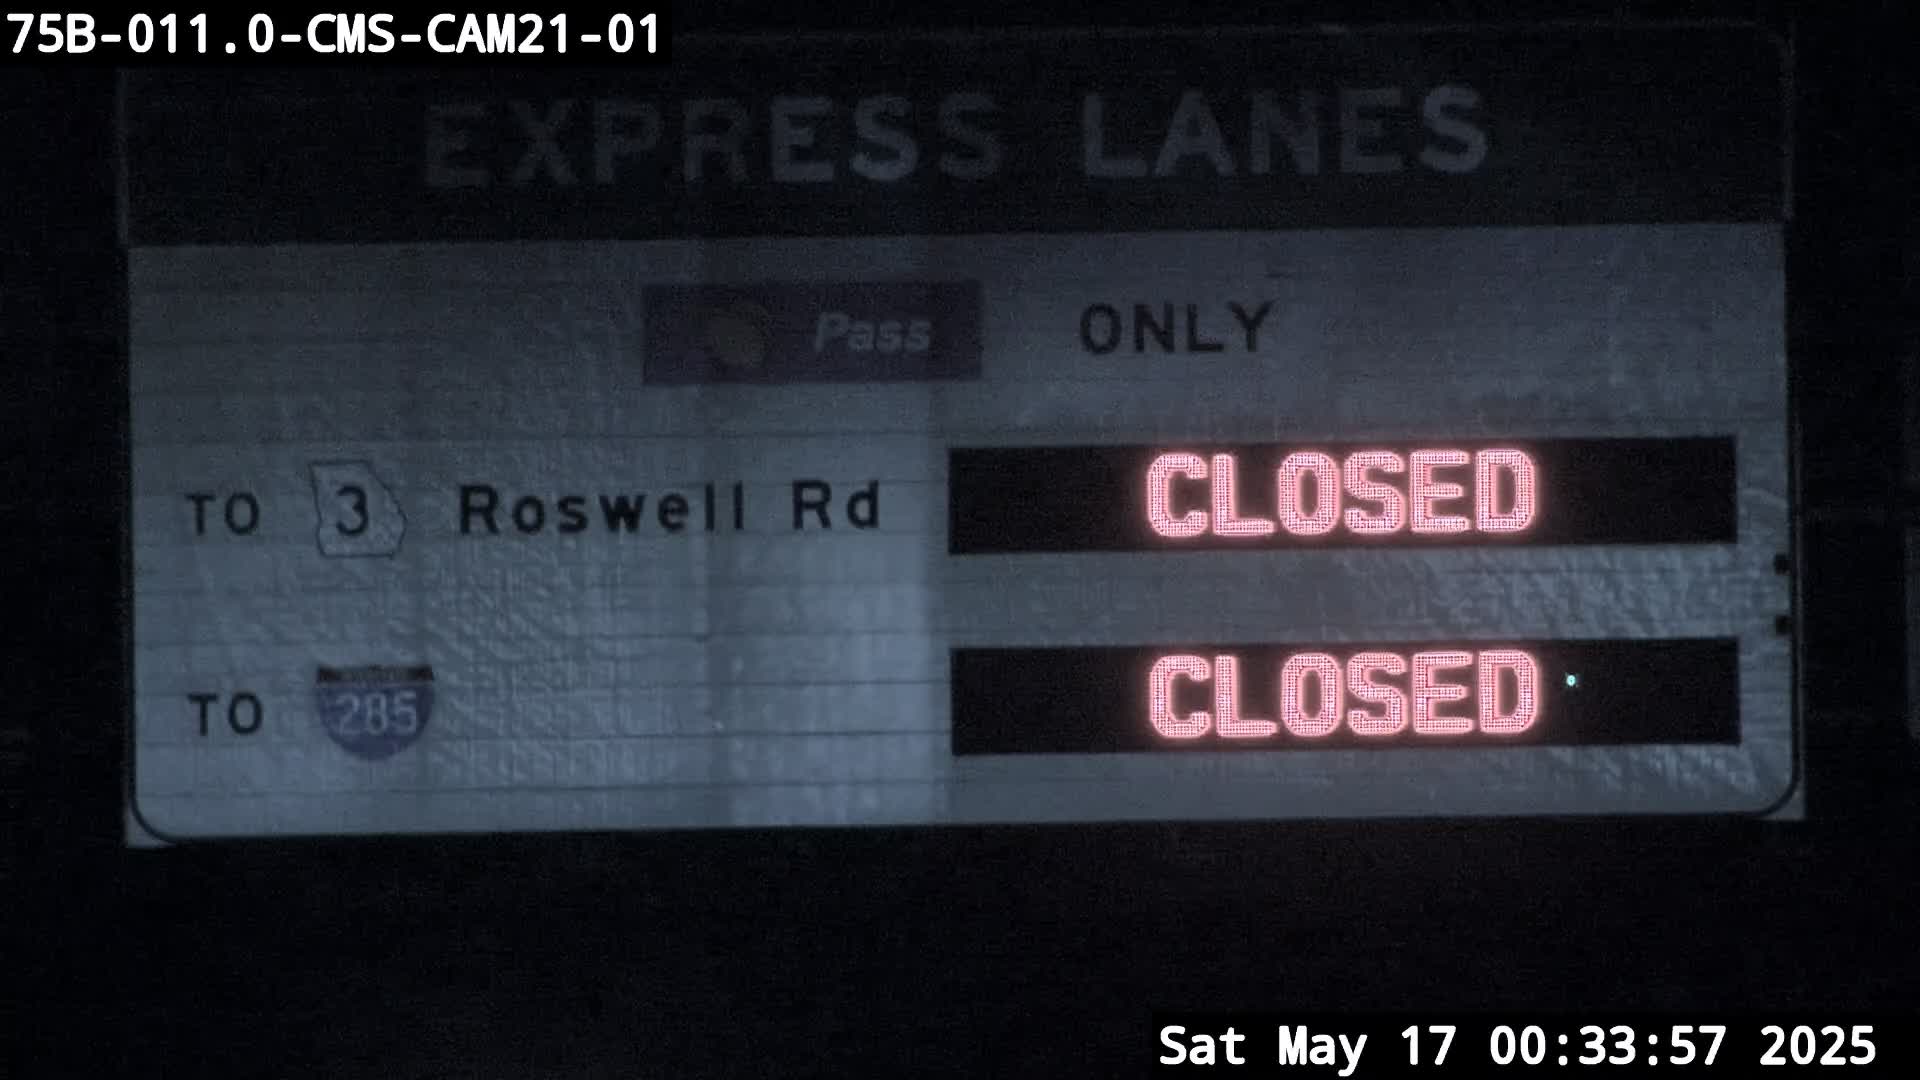 75B-011.0-CMS-CAM21-01
EXPRESS LANES
Pass ONLY
TO 3 Roswell Rd CLOSED
TO 285 CLOSED
Sat May 17 00:33:57 2025